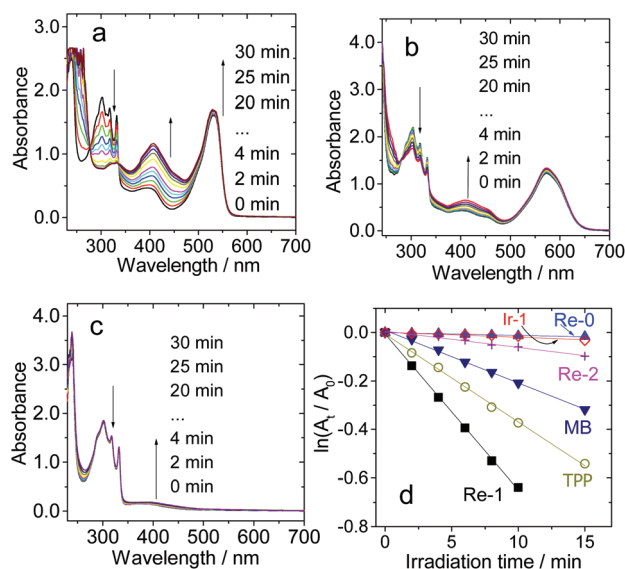 a
30 min
25 min
20 min
...
4 min
2 min
0 min
Absorbance
3.0
2.0
1.0
0.0
300 400 500 600 700
Wavelength / nm
b
30 min
25 min
20 min
...
4 min
2 min
0 min
Absorbance
4.0
3.0
2.0
1.0
0.0
300 400 500 600 700
Wavelength / nm
c
30 min
25 min
20 min
...
4 min
2 min
0 min
Absorbance
4.0
3.0
2.0
1.0
0.0
300 400 500 600 700
Wavelength / nm
d
Ir-1
Re-0
Re-2
MB
TPP
Re-1
ln(At / A0)
0.0
-0.2
-0.4
-0.6
-0.8
0 5 10 15
Irradiation time / min